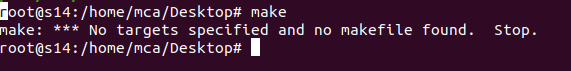 root@s14:/home/mca/Desktop# make
make: *** No targets specified and no makefile found.  Stop.
root@s14:/home/mca/Desktop#